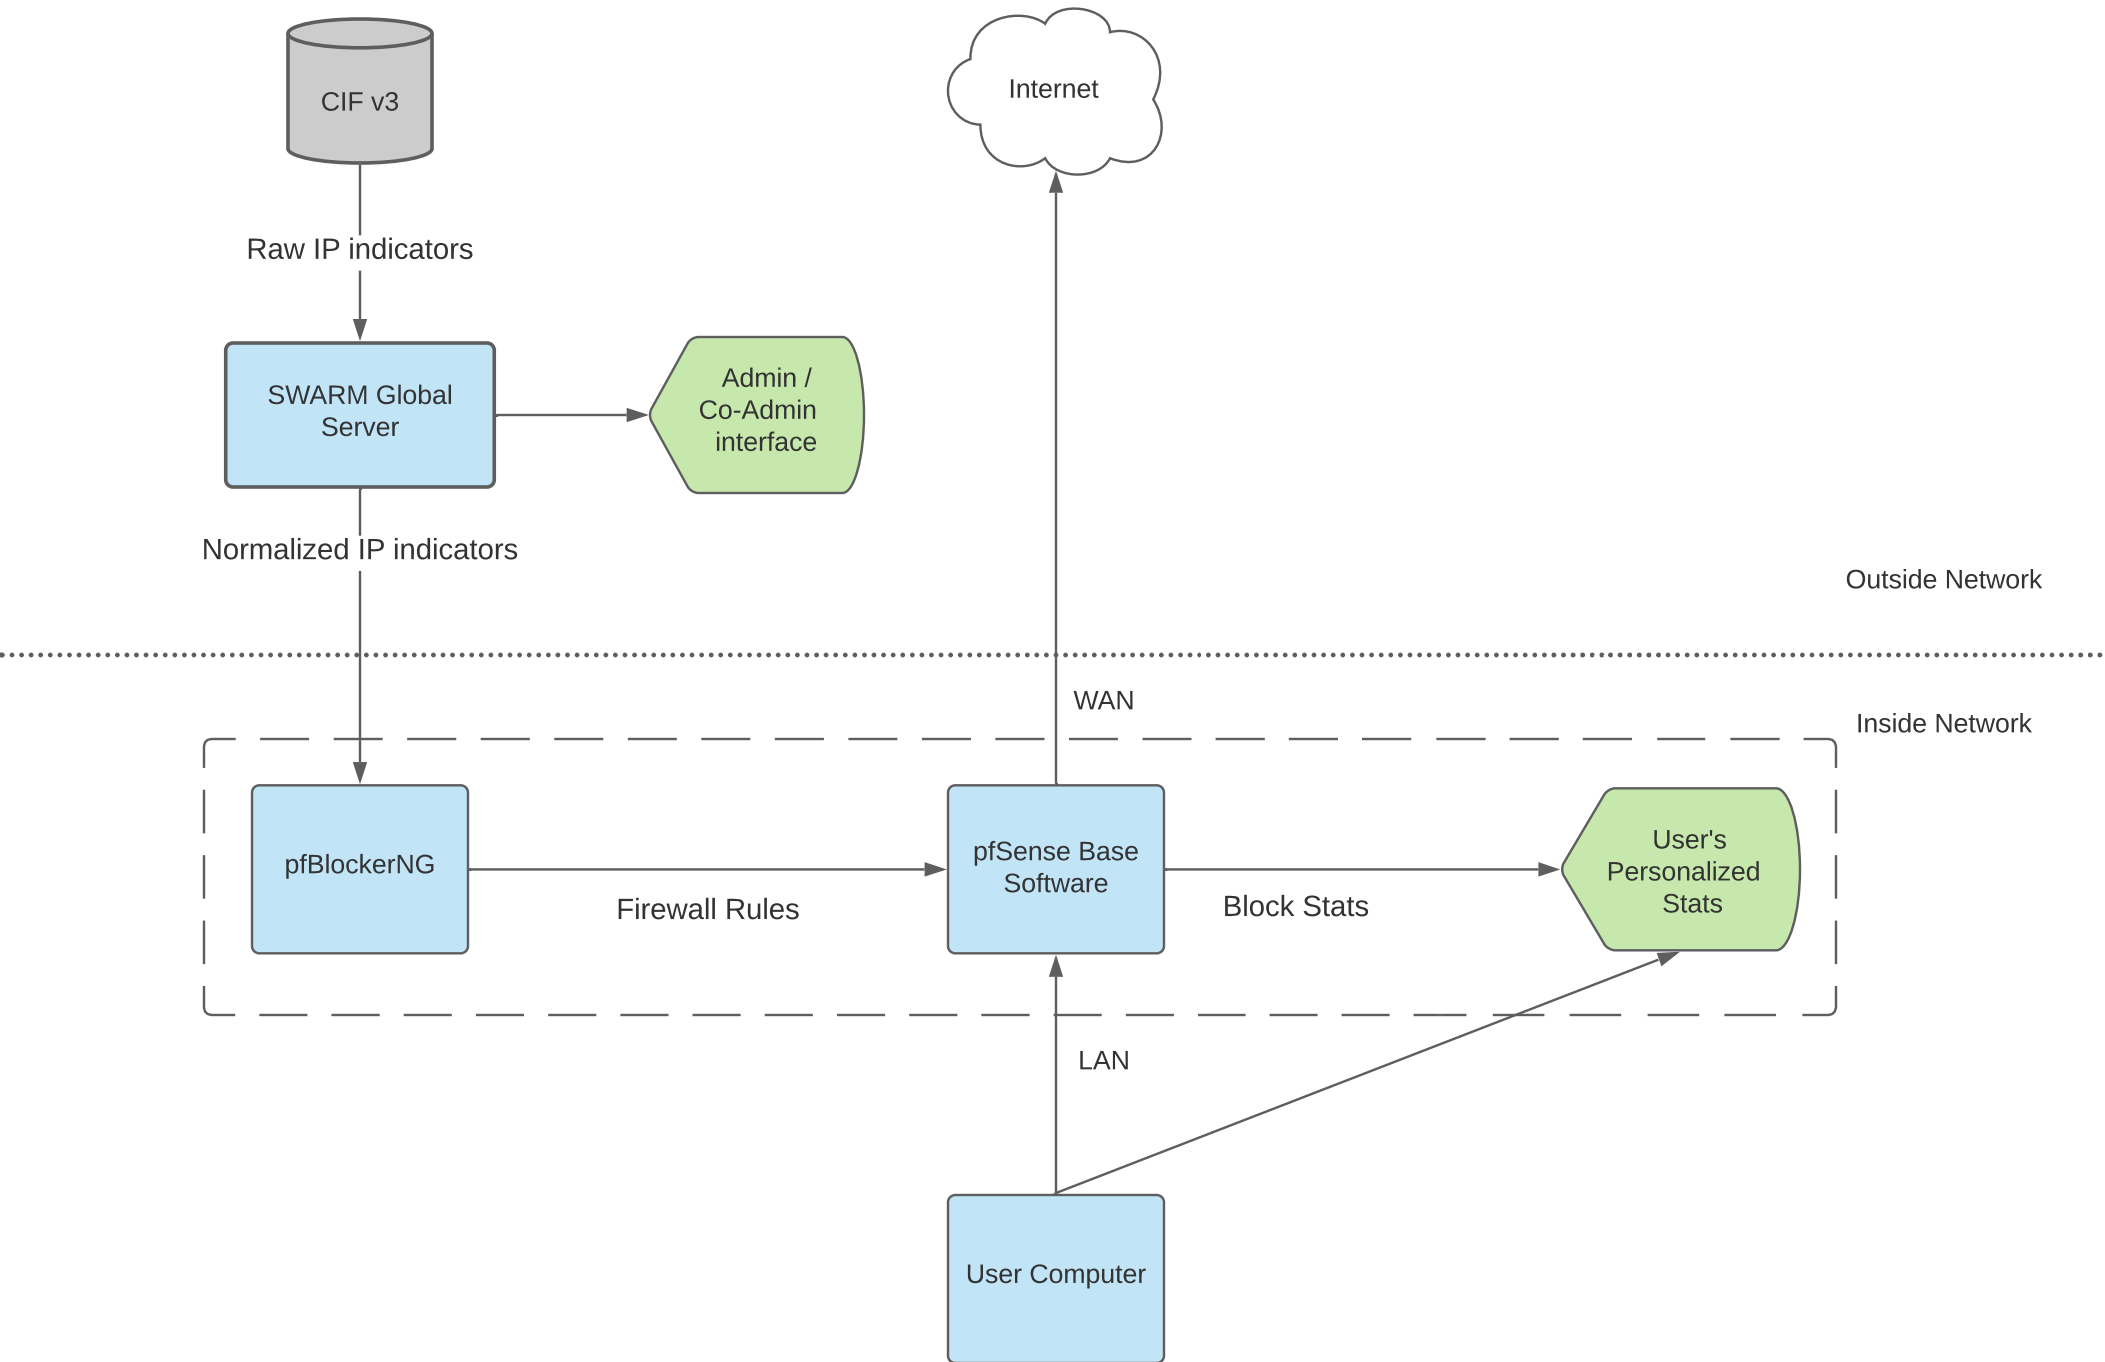 CIF v3
Internet
Raw IP indicators
SWARM Global
Server
Admin /
Co-Admin
interface
Normalized IP indicators
Outside Network
WAN
Inside Network
pfBlockerNG
Firewall Rules
pfSense Base
Software
Block Stats
User's
Personalized
Stats
LAN
User Computer